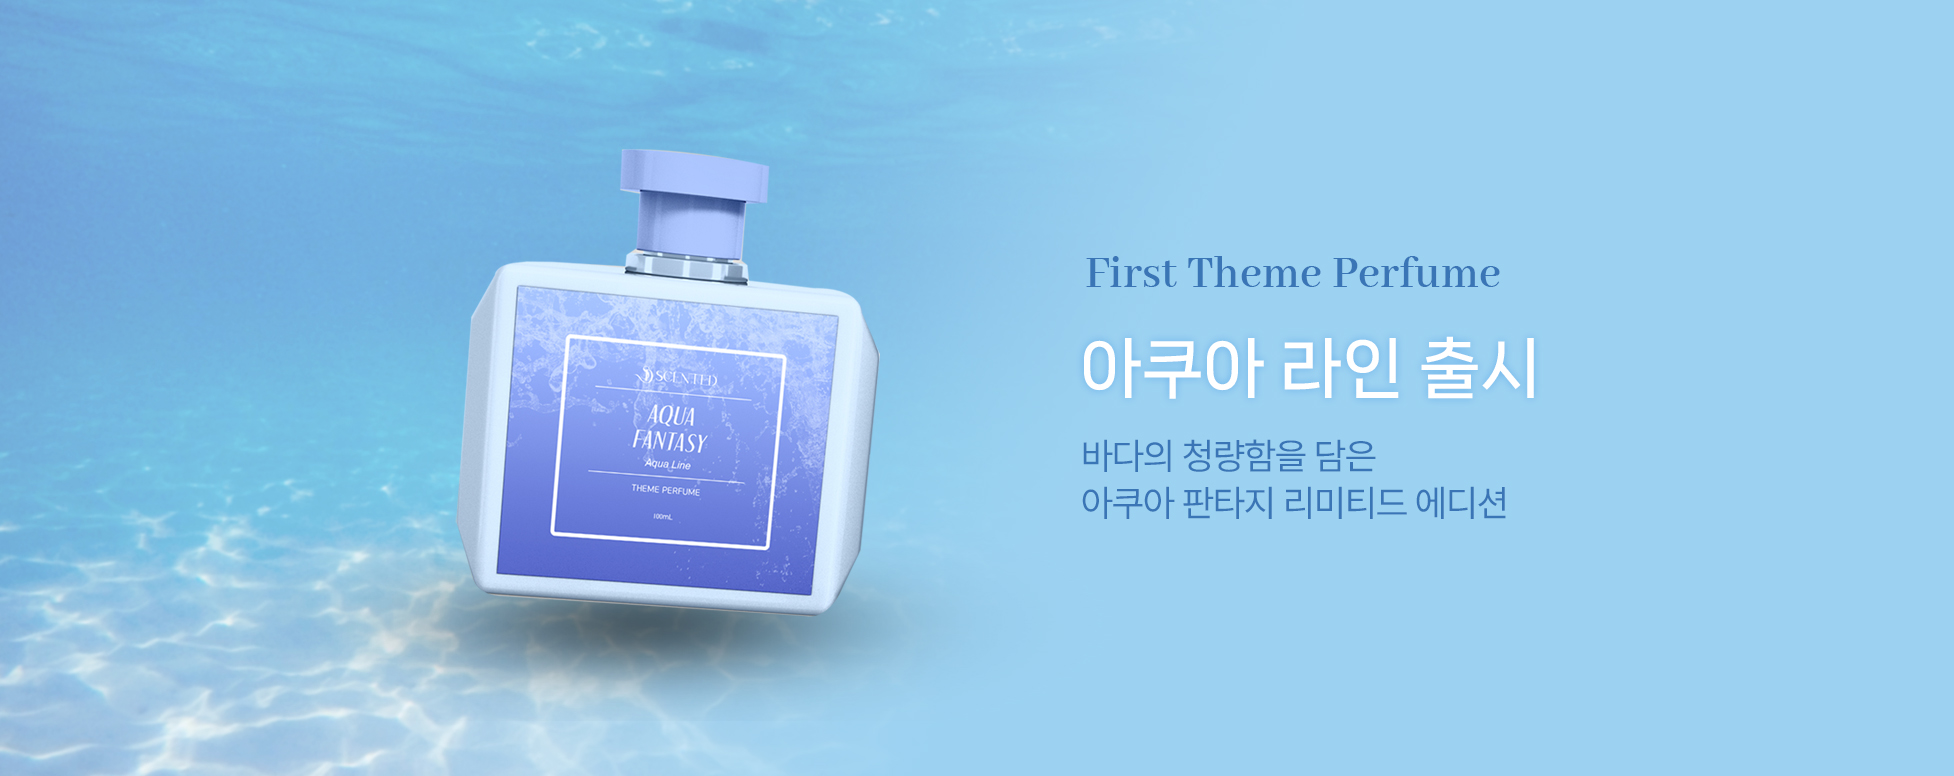 SCENTED
AQUA
FANTASY
Aqua Line
THEME PERFUME
100mL
First Theme Perfume
아쿠아 라인 출시
바다의 청량함을 담은
아쿠아 판타지 리미티드 에디션